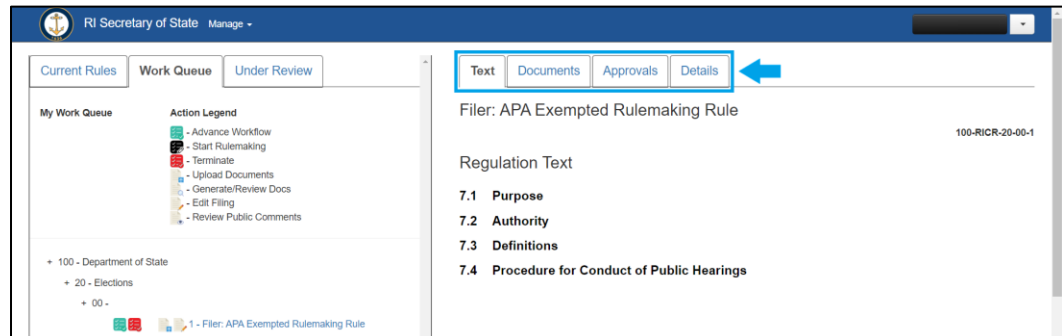 RI Secretary of State Manage
Current Rules Work Queue Under Review
My Work Queue
Action Legend
- Advance Workflow
- Start Rulemaking
- Terminate
- Upload Documents
- Generate/Review Docs
- Edit Filing
- Review Public Comments
+ 100 - Department of State
+ 20 - Elections
+ 00 -
1 - Filer: APA Exempted Rulemaking Rule
Text Documents Approvals Details
Filer: APA Exempted Rulemaking Rule
100-RICR-20-00-1
Regulation Text
7.1 Purpose
7.2 Authority
7.3 Definitions
7.4 Procedure for Conduct of Public Hearings